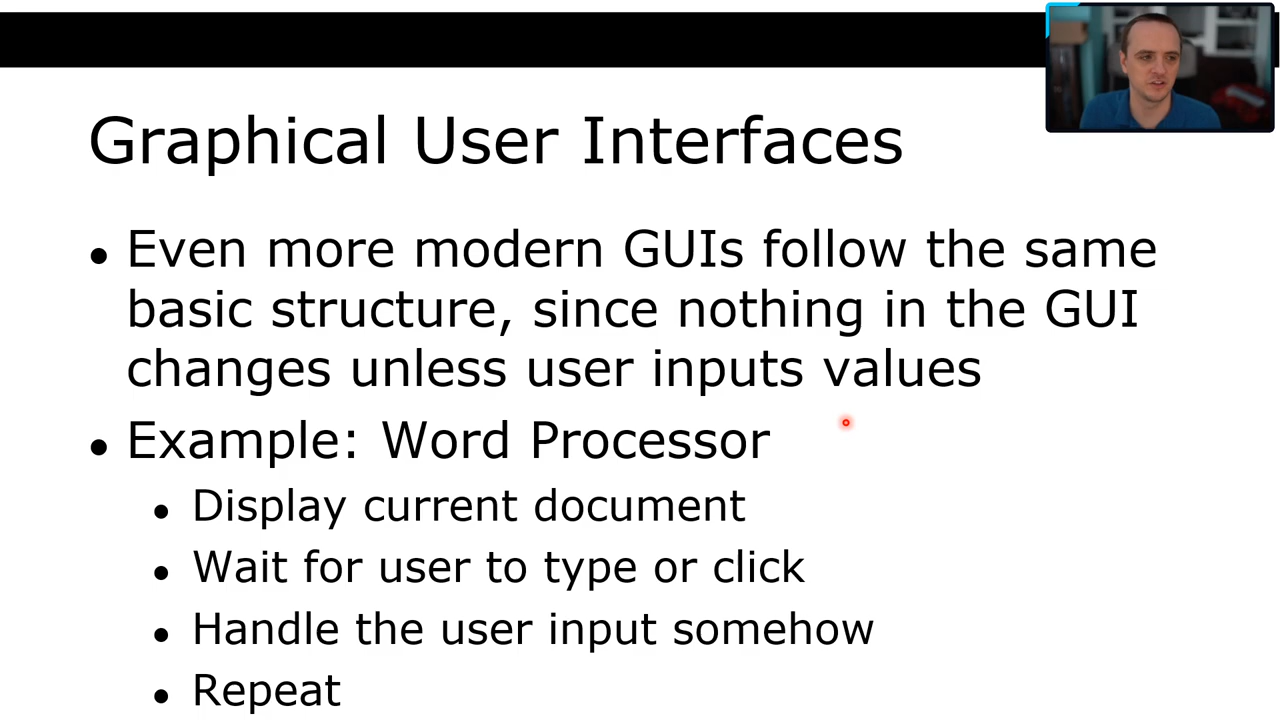 Graphical User Interfaces
• Even more modern GUIs follow the same
basic structure, since nothing in the GUI
changes unless user inputs values
• Example: Word Processor
• Display current document
• Wait for user to type or click
• Handle the user input somehow
• Repeat